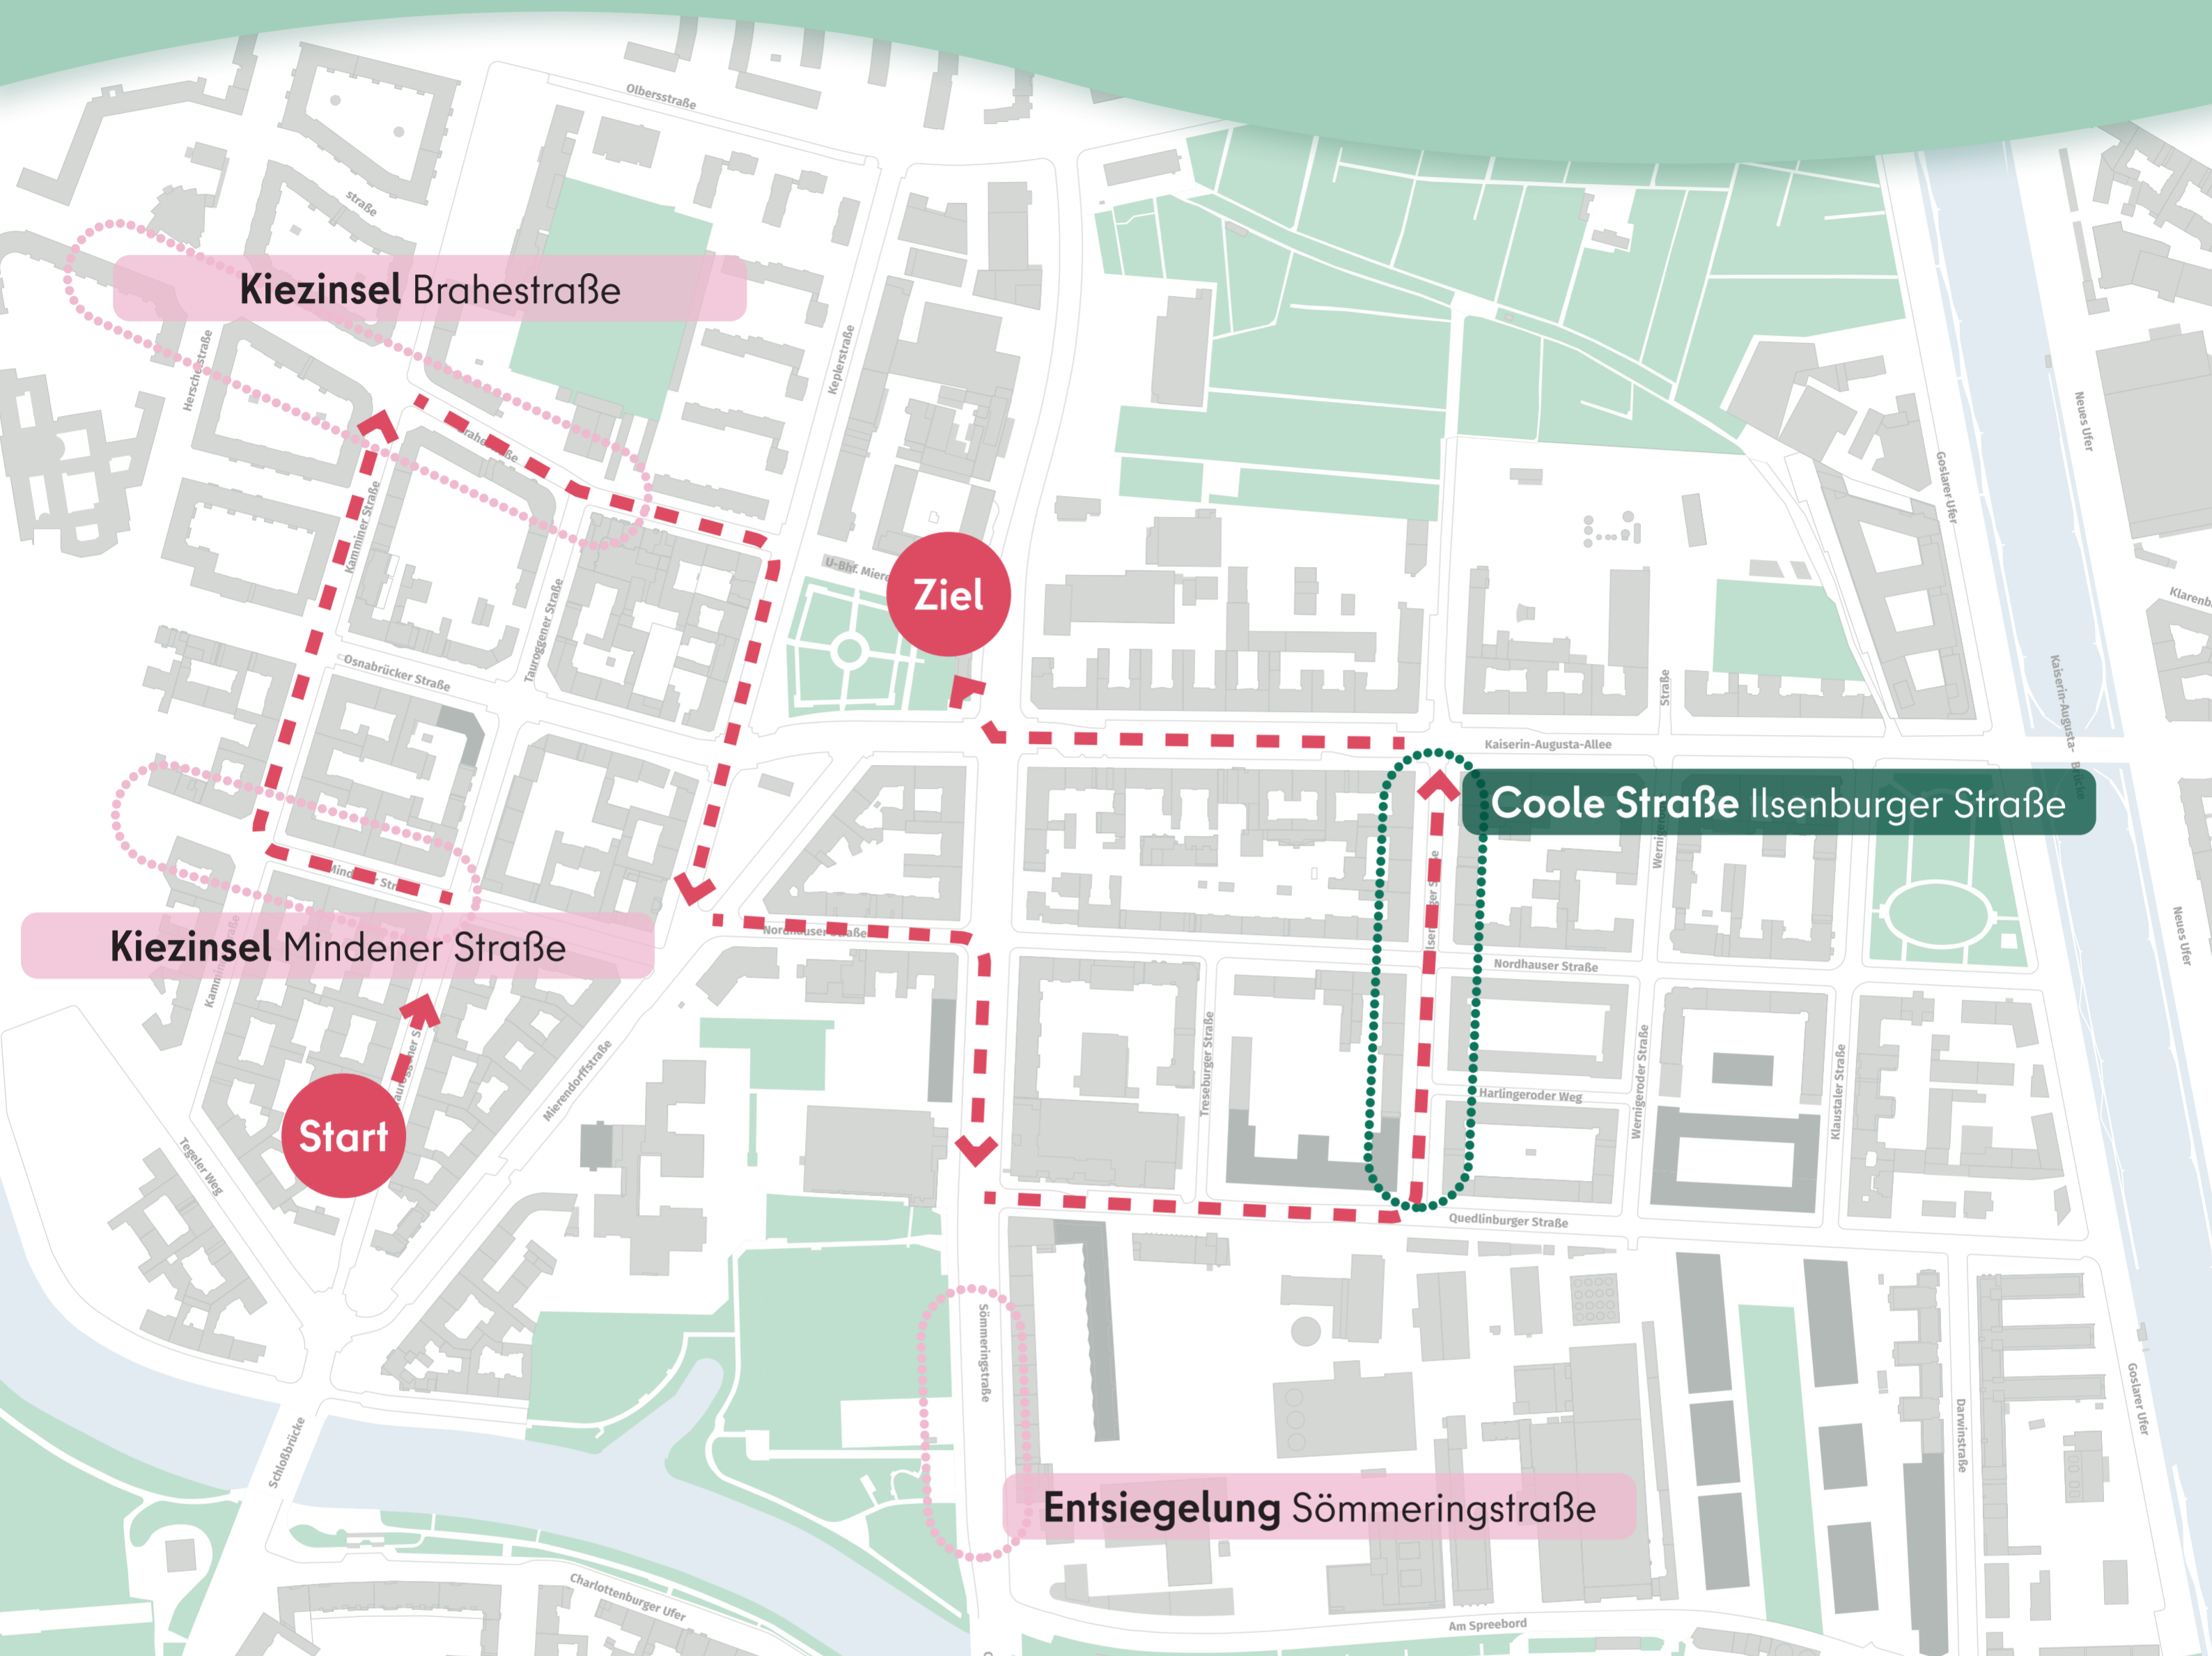 Olbersstraße
straße
Kiezinsel Brahestraße
Keplerstraße
Neues Ufer
Goslarer Ufer
Kamminer Straße
U-Bhf. Miere
Ziel
Klarenb
Tauroggener Straße
Osnabrücker Straße
Straße
Kaiserin-Augusta-
Brücke
Kaiserin-Augusta-Allee
Coole Straße Ilsenburger Straße
Nordhauser Straße
Kiezinsel Mindener Straße
Nordhauser Straße
Neues Ufer
Start
Mierendorffstraße
Treseburger Straße
Harlingeroder Weg
Wernigeroder Straße
Klaustaler Straße
Tegeler Weg
Quedlinburger Straße
Sömmeringstraße
Goslarer Ufer
Darwinstraße
Schloßbrücke
Entsiegelung Sömmeringstraße
Charlottenburger Ufer
Am Spreebord